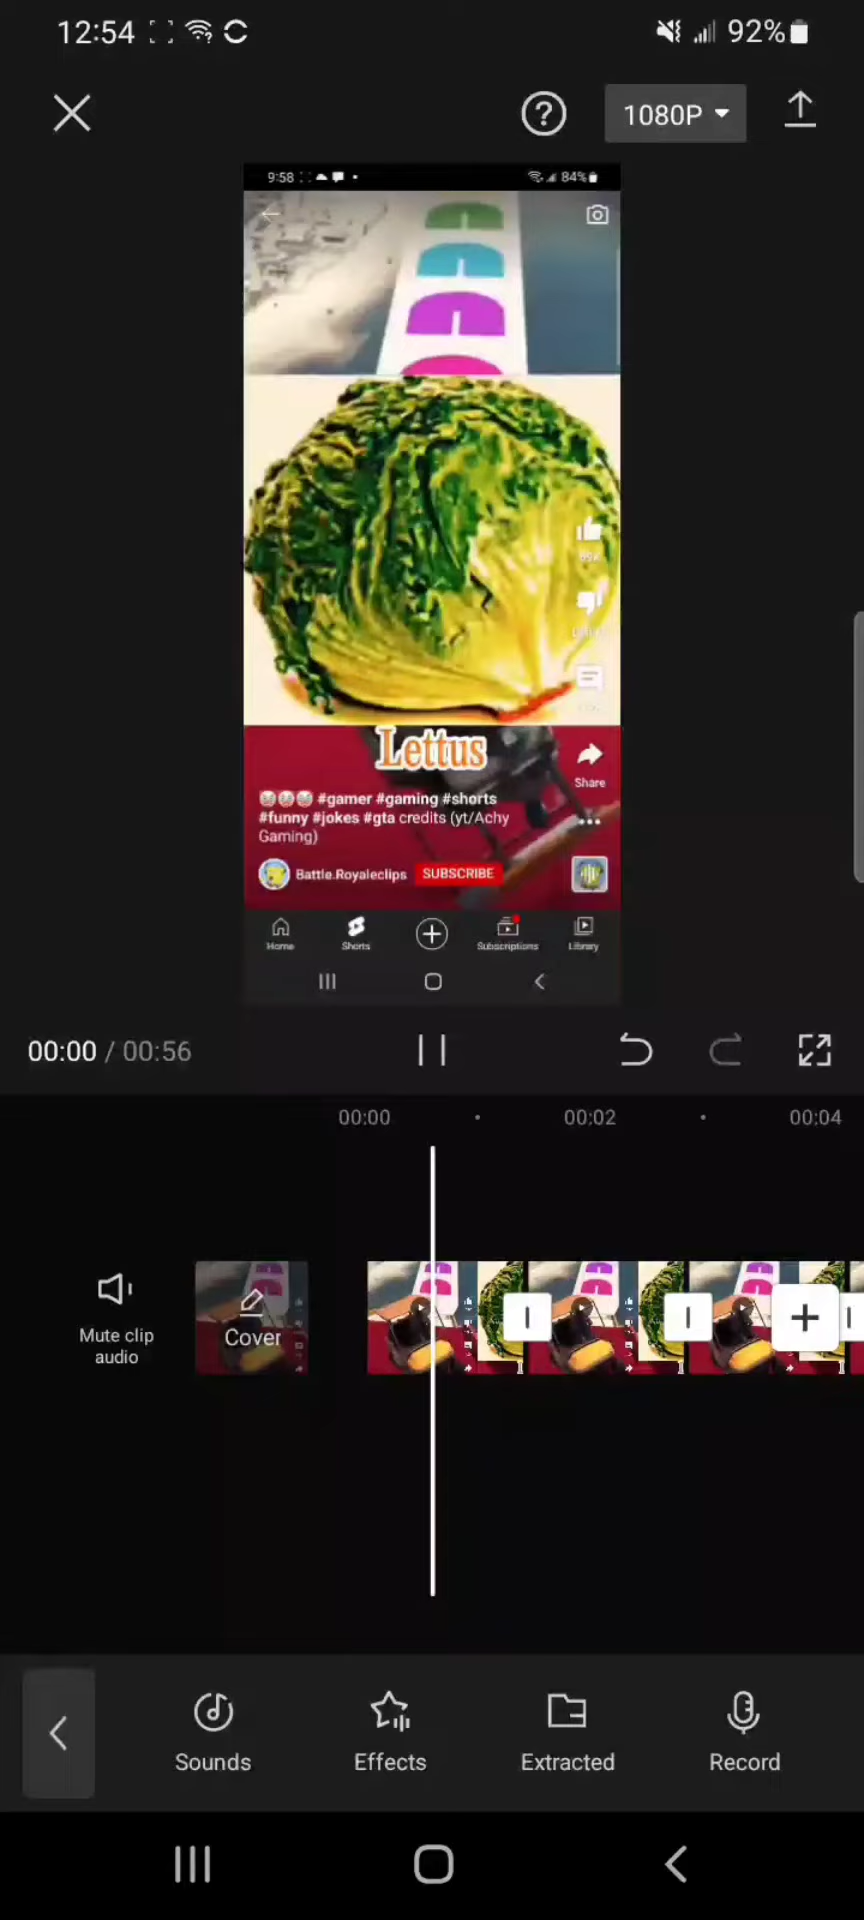 12:54
92%
1080P
9:58
84%
Lettus
#gamer #gaming #shorts
#funny #jokes #gta credits (yt/Achy
Gaming)
Share
Battle.Royaleclips SUBSCRIBE
Home Shorts Subscriptions Library
00:00 / 00:56
00:00 00:02 00:04
Mute clip
audio
Cover
Sounds Effects Extracted Record